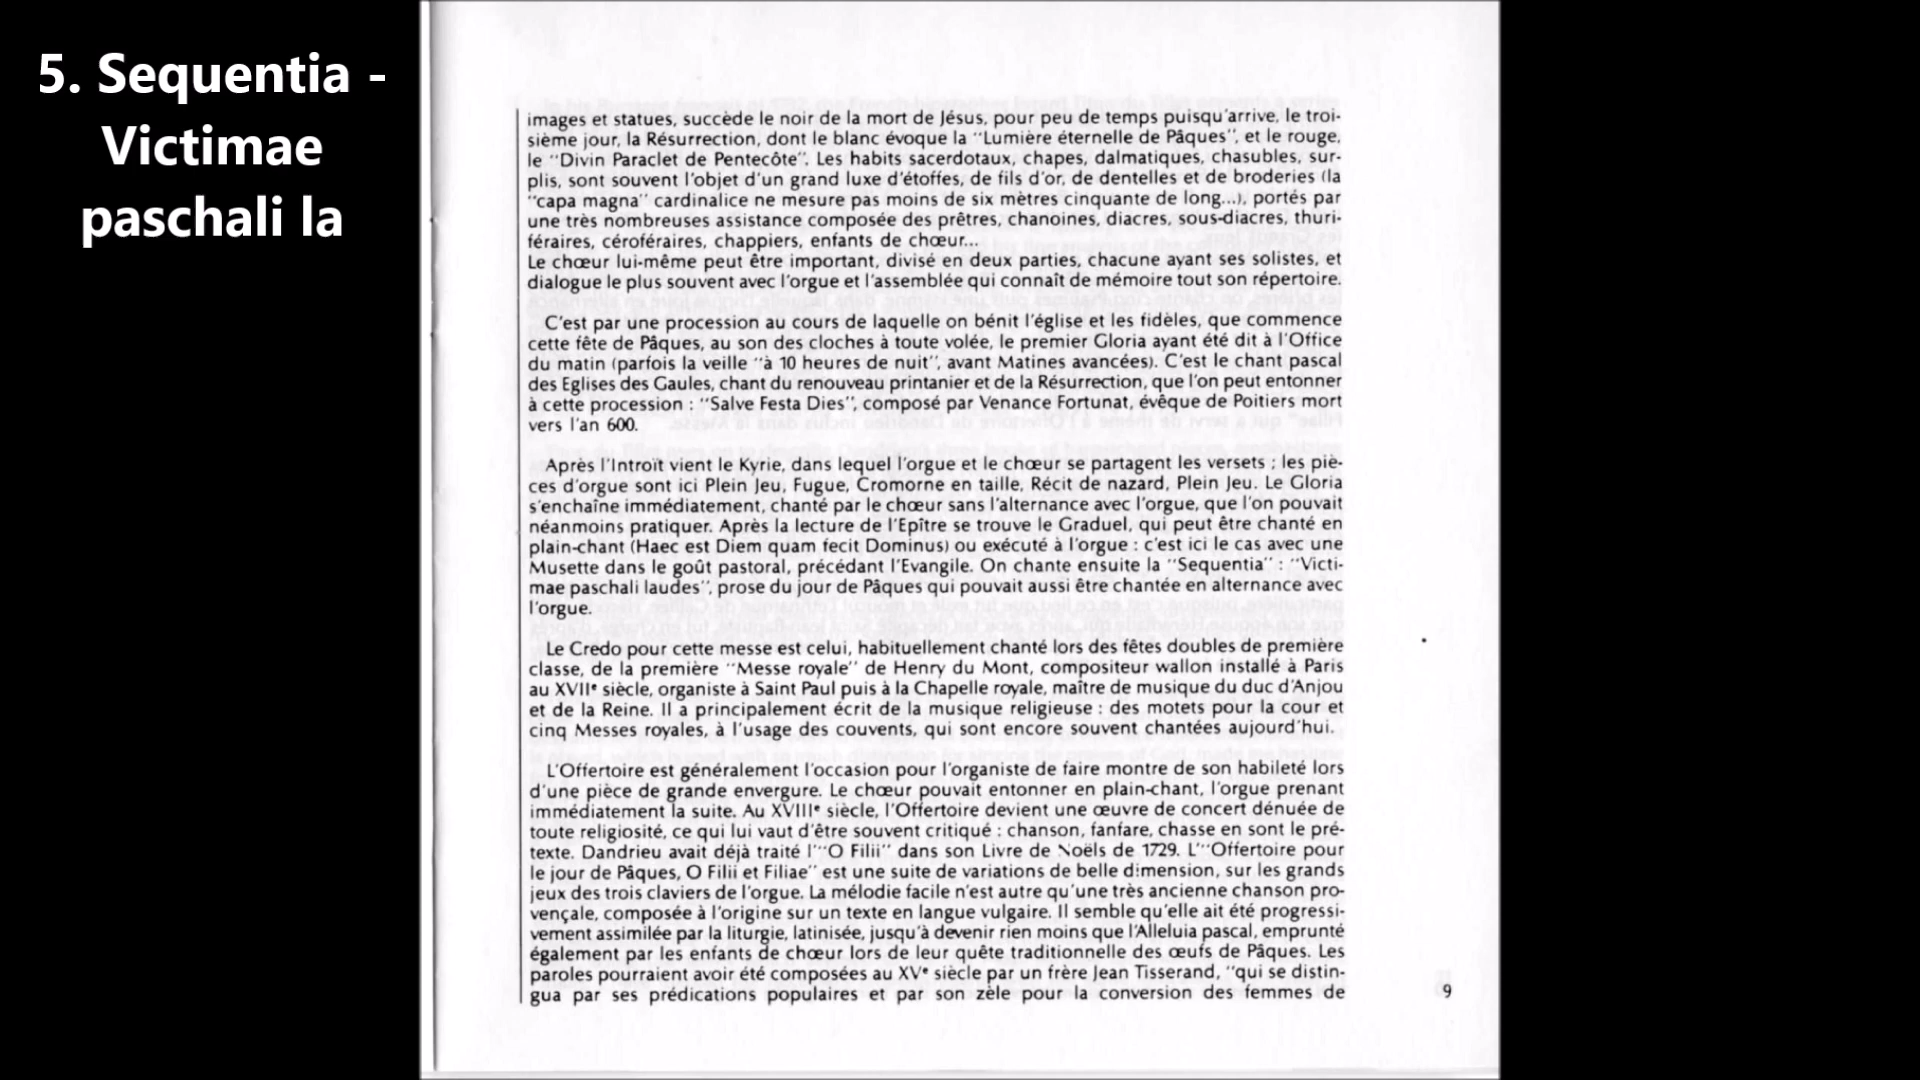 5. Sequentia -
Victimae
paschali la
images et statues, succède le noir de la mort de Jésus, pour peu de temps puisqu'arrive, le troi-
sième jour, la Résurrection, dont le blanc évoque la "Lumière éternelle de Pâques", et le rouge,
le "Divin Paraclet de Pentecôte". Les habits sacerdotaux, chapes, dalmatiques, chasubles, sur-
plis, sont souvent l'objet d'un grand luxe d'étoffes, de fils d'or, de dentelles et de broderies (la
"capa magna" cardinalice ne mesure pas moins de six mètres cinquante de long...), portés par
une très nombreuses assistance composée des prêtres, chanoines, diacres, sous-diacres, thuri-
féraires, céroféraires, chappiers, enfants de chœur...
Le chœur lui-même peut être important, divisé en deux parties, chacune ayant ses solistes, et
dialogue le plus souvent avec l'orgue et l'assemblée qui connaît de mémoire tout son répertoire.
C'est par une procession au cours de laquelle on bénit l'église et les fidèles, que commence
cette fête de Pâques, au son des cloches à toute volée, le premier Gloria ayant été dit à l'Office
du matin (parfois la veille "à 10 heures de nuit", avant Matines avancées). C'est le chant pascal
des Eglises des Gaules, chant du renouveau printanier et de la Résurrection, que l'on peut entonner
à cette procession : "Salve Festa Dies", composé par Venance Fortunat, évêque de Poitiers mort
vers l'an 600.
Après l'Introït vient le Kyrie, dans lequel l'orgue et le chœur se partagent les versets ; les piè-
ces d'orgue sont ici Plein Jeu, Fugue, Cromorne en taille, Récit de nazard, Plein Jeu. Le Gloria
s'enchaîne immédiatement, chanté par le chœur sans l'alternance avec l'orgue, que l'on pouvait
néanmoins pratiquer. Après la lecture de l'Epître se trouve le Graduel, qui peut être chanté en
plain-chant (Haec est Diem quam fecit Dominus) ou exécuté à l'orgue : c'est ici le cas avec une
Musette dans le goût pastoral, précédant l'Evangile. On chante ensuite la "Sequentia" : "Victi-
mae paschali laudes", prose du jour de Pâques qui pouvait aussi être chantée en alternance avec
l'orgue.
Le Credo pour cette messe est celui, habituellement chanté lors des fêtes doubles de première
classe, de la première "Messe royale" de Henry du Mont, compositeur wallon installé à Paris
au XVIIe siècle, organiste à Saint Paul puis à la Chapelle royale, maître de musique du duc d'Anjou
et de la Reine. Il a principalement écrit de la musique religieuse : des motets pour la cour et
cinq Messes royales, à l'usage des couvents, qui sont encore souvent chantées aujourd'hui.
L'Offertoire est généralement l'occasion pour l'organiste de faire montre de son habileté lors
d'une pièce de grande envergure. Le chœur pouvait entonner en plain-chant, l'orgue prenant
immédiatement la suite. Au XVIIIe siècle, l'Offertoire devient une œuvre de concert dénuée de
toute religiosité, ce qui lui vaut d'être souvent critiqué : chanson, fanfare, chasse en sont le pré-
texte. Dandrieu avait déjà traité l'"O Filii" dans son Livre de Noëls de 1729. L'"Offertoire pour
le jour de Pâques, O Filii et Filiae" est une suite de variations de belle dimension, sur les grands
jeux des trois claviers de l'orgue. La mélodie facile n'est autre qu'une très ancienne chanson pro-
vençale, composée à l'origine sur un texte en langue vulgaire. Il semble qu'elle ait été progressi-
vement assimilée par la liturgie, latinisée, jusqu'à devenir rien moins que l'Alleluia pascal, emprunté
également par les enfants de chœur lors de leur quête traditionnelle des œufs de Pâques. Les
paroles pourraient avoir été composées au XVe siècle par un frère Jean Tisserand, "qui se distin-
gua par ses prédications populaires et par son zèle pour la conversion des femmes de
9